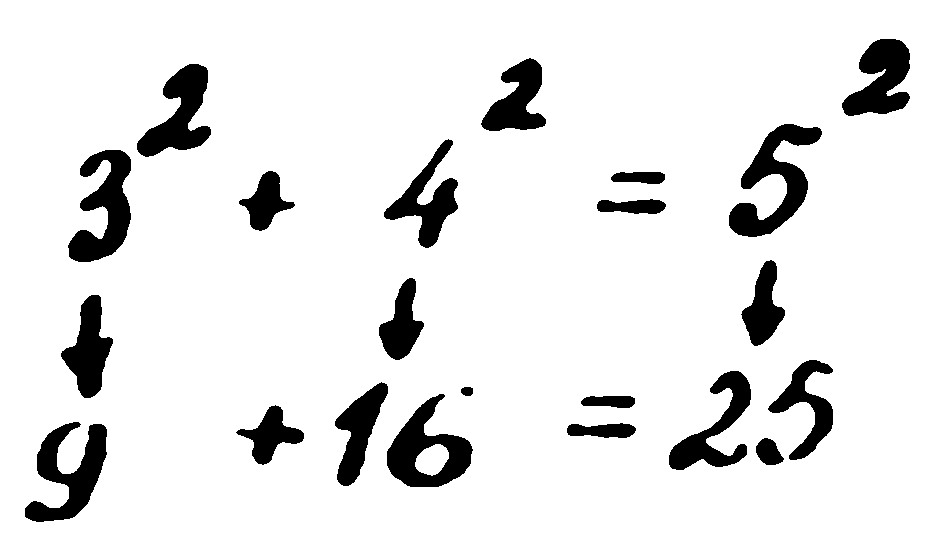 3² + 4² = 5²
↓ ↓ ↓
9 + 16 = 25